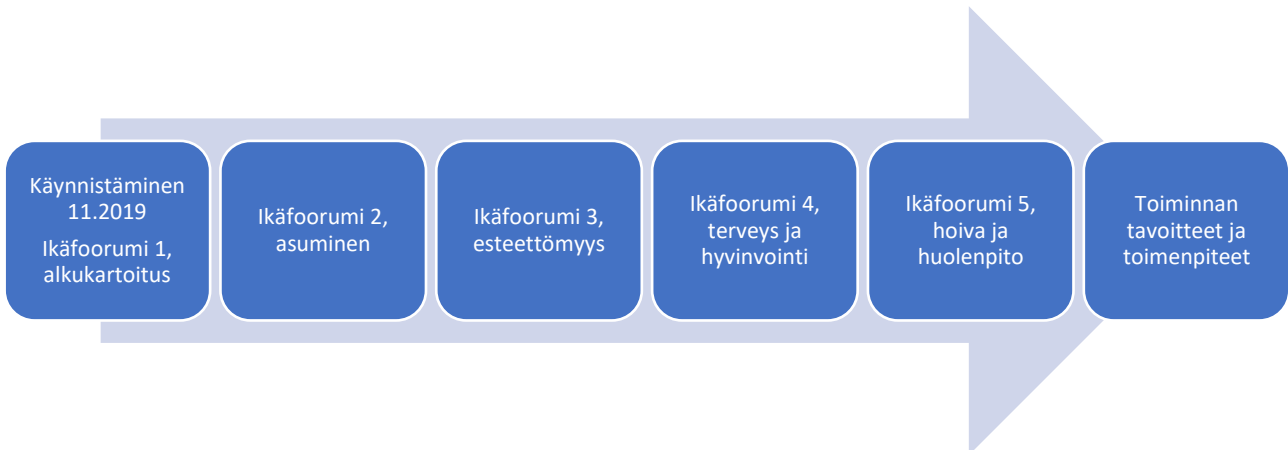 Käynnistäminen
11.2019
Ikäfoorumi 1,
alkukartoitus
Ikäfoorumi 2,
asuminen
Ikäfoorumi 3,
esteettömyys
Ikäfoorumi 4,
terveys ja
hyvinvointi
Ikäfoorumi 5,
hoiva ja
huolenpito
Toiminnan
tavoitteet ja
toimenpiteet